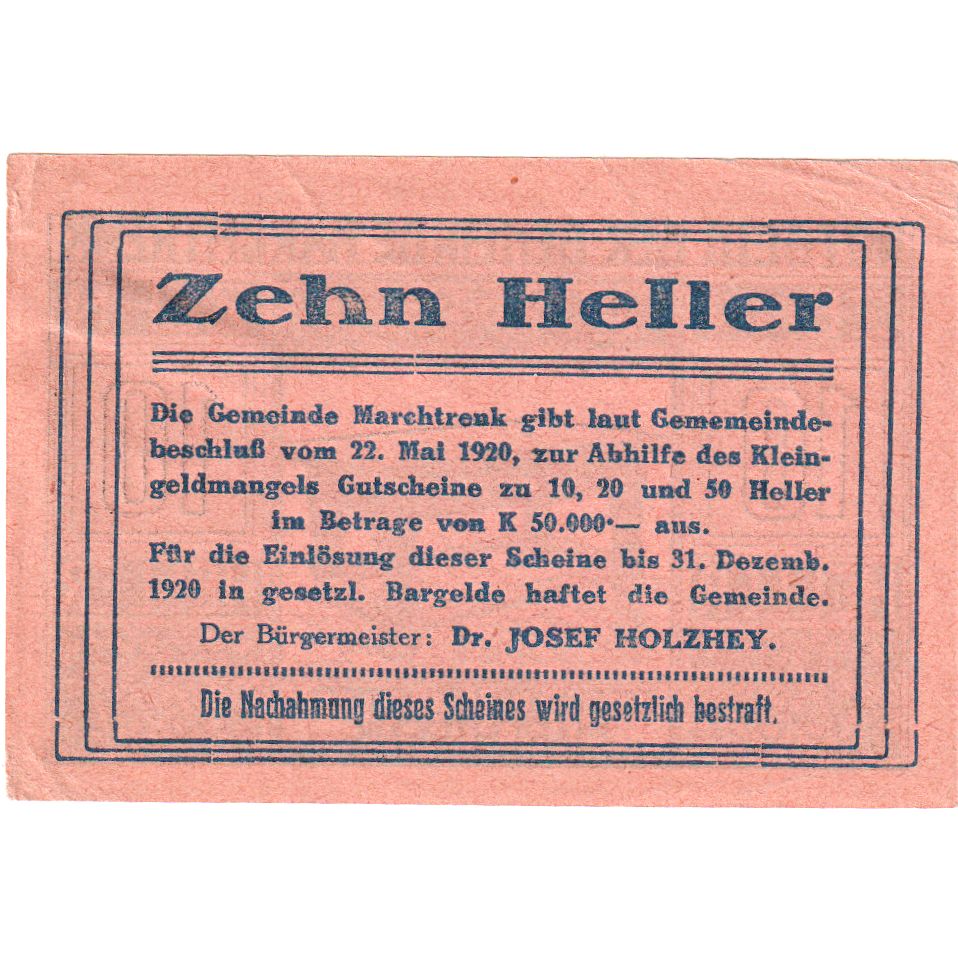 Zehn Heller
Die Gemeinde Marchtrenk gibt laut Gememeinde-
beschluß vom 22. Mai 1920, zur Abhilfe des Klein-
geldmangels Gutscheine zu 10, 20 und 50 Heller
im Betrage von K 50.000·— aus.
Für die Einlösung dieser Scheine bis 31. Dezemb.
1920 in gesetzl. Bargelde haftet die Gemeinde.
Der Bürgermeister: Dr. JOSEF HOLZHEY.
Die Nachahmung dieses Scheines wird gesetzlich bestraft.